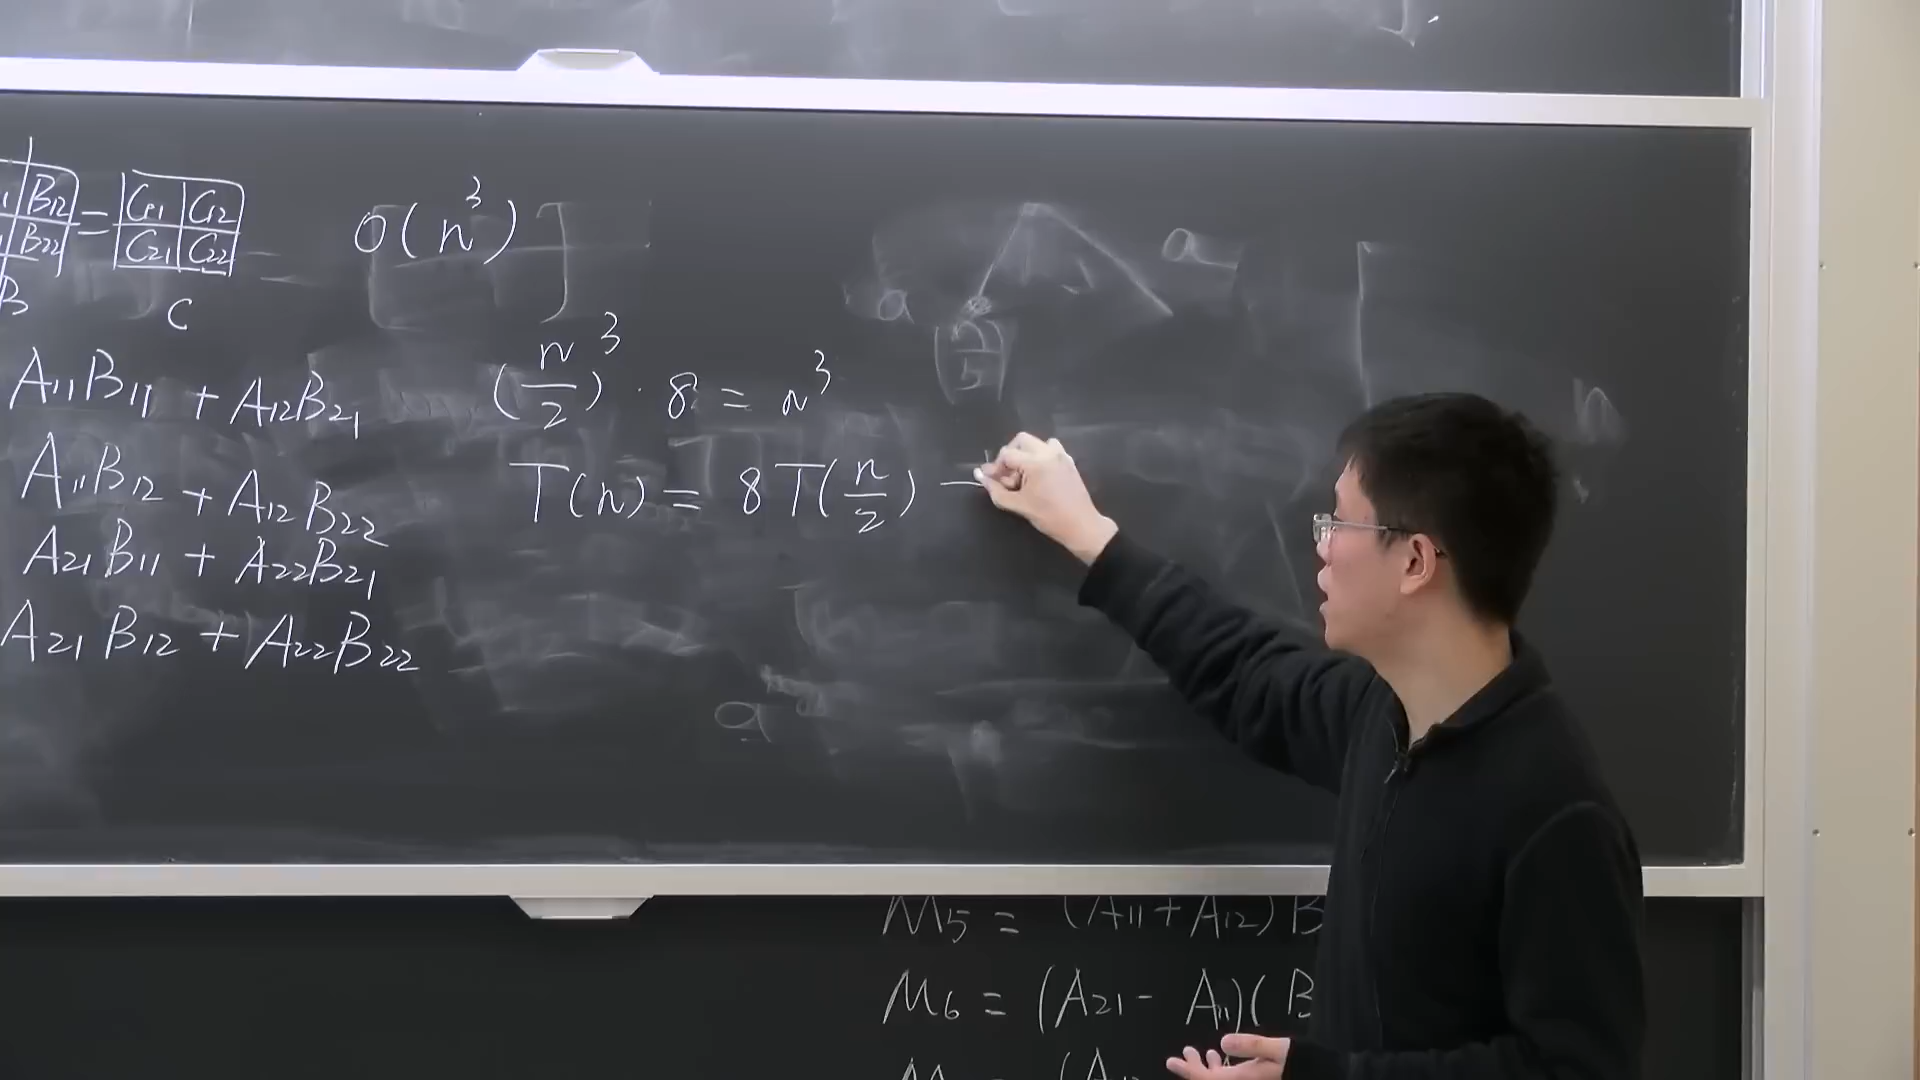 B12 = C11 C12
B22 C21 C22
B C
O(n³)
(n/2)³ · 8 = n³
T(n) = 8T(n/2) +
A11B11 + A12B21
A11B12 + A12B22
A21B11 + A22B21
A21B12 + A22B22
a
a
n/5
n
a
M5 = (A11 + A12) B
M6 = (A21 - A11)( B